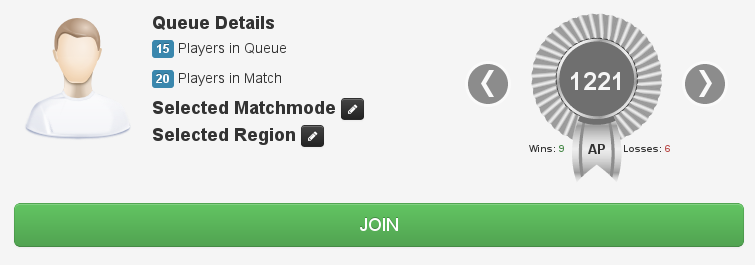 Queue Details
15 Players in Queue
20 Players in Match
Selected Matchmode
Selected Region
1221
Wins: 9
AP
Losses: 6
JOIN